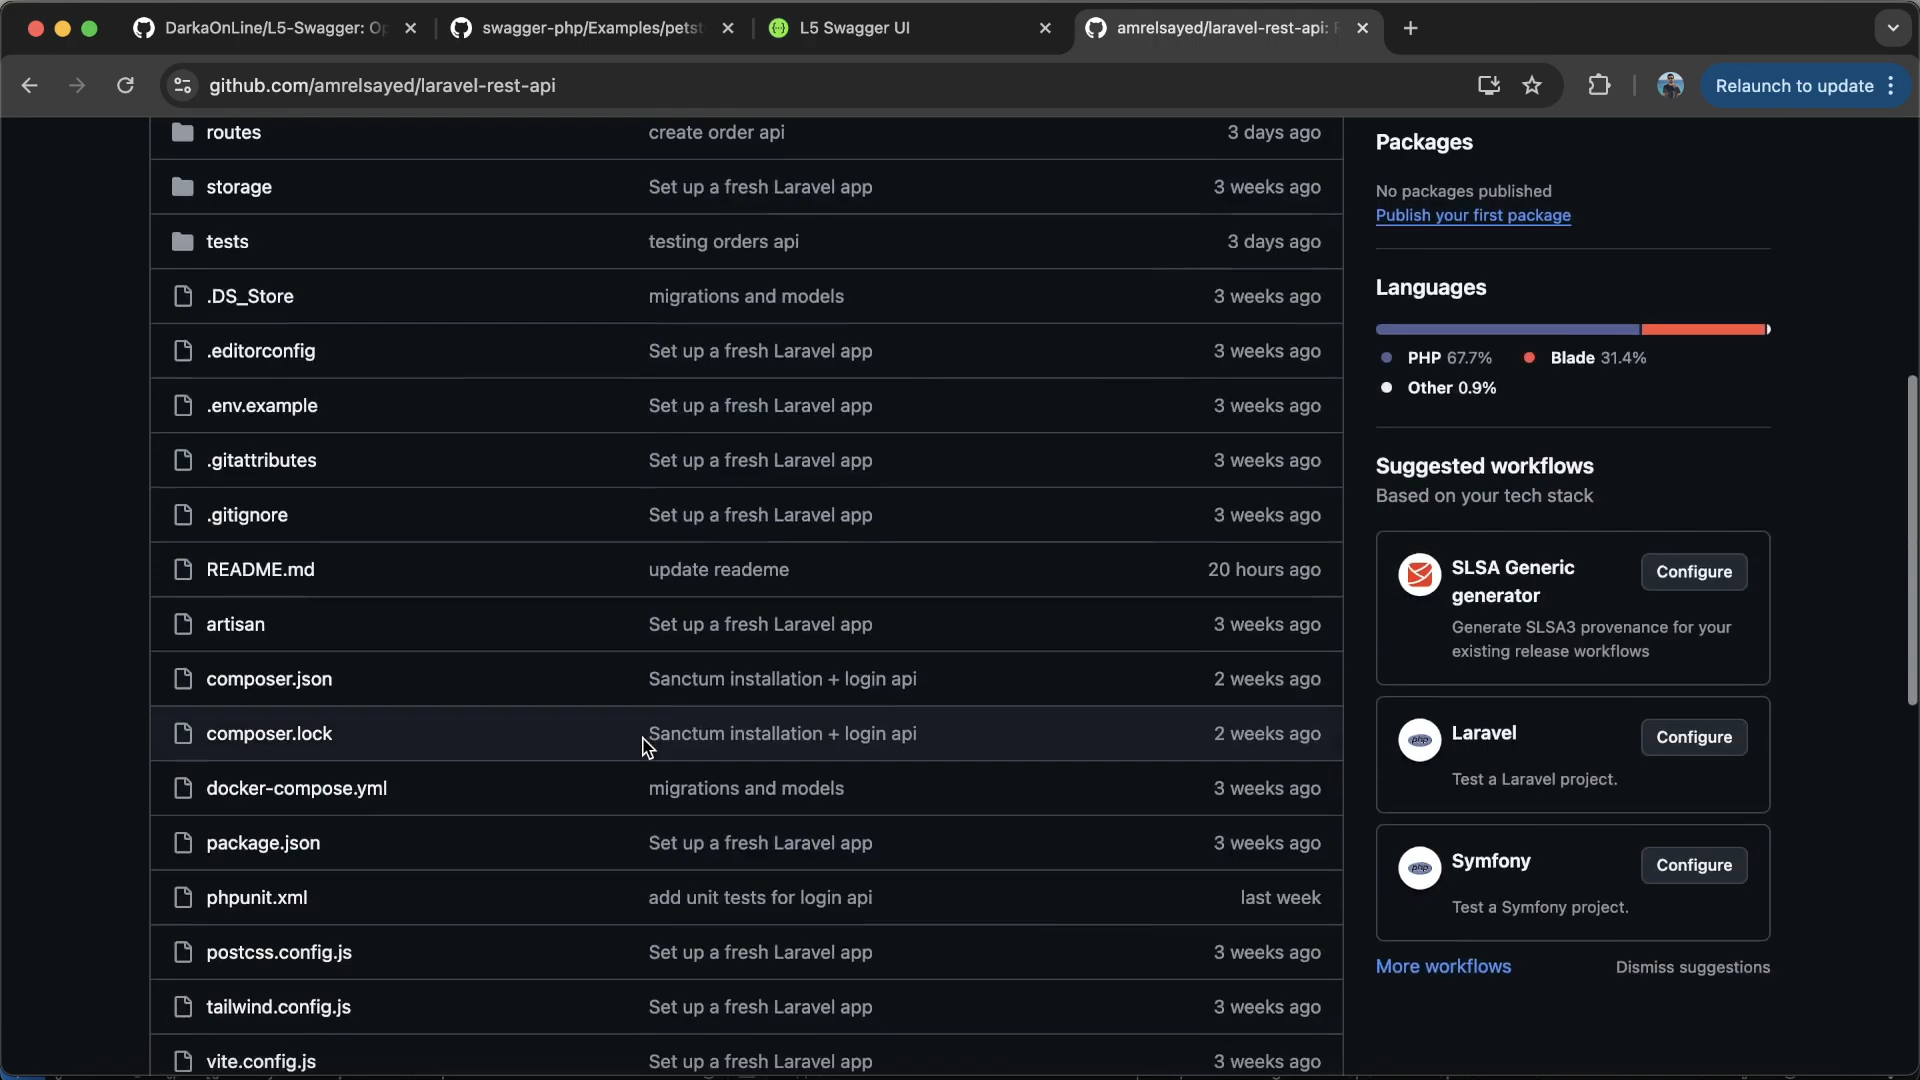 DarkaOnLine/L5-Swagger: Op
swagger-php/Examples/petst
L5 Swagger UI
amrelsayed/laravel-rest-api: R
github.com/amrelsayed/laravel-rest-api
Relaunch to update
routes create order api 3 days ago
storage Set up a fresh Laravel app 3 weeks ago
tests testing orders api 3 days ago
.DS_Store migrations and models 3 weeks ago
.editorconfig Set up a fresh Laravel app 3 weeks ago
.env.example Set up a fresh Laravel app 3 weeks ago
.gitattributes Set up a fresh Laravel app 3 weeks ago
.gitignore Set up a fresh Laravel app 3 weeks ago
README.md update reademe 20 hours ago
artisan Set up a fresh Laravel app 3 weeks ago
composer.json Sanctum installation + login api 2 weeks ago
composer.lock Sanctum installation + login api 2 weeks ago
docker-compose.yml migrations and models 3 weeks ago
package.json Set up a fresh Laravel app 3 weeks ago
phpunit.xml add unit tests for login api last week
postcss.config.js Set up a fresh Laravel app 3 weeks ago
tailwind.config.js Set up a fresh Laravel app 3 weeks ago
vite.config.js Set up a fresh Laravel app 3 weeks ago
Packages
No packages published
Publish your first package
Languages
PHP 67.7% Blade 31.4%
Other 0.9%
Suggested workflows
Based on your tech stack
SLSA Generic
generator
Configure
Generate SLSA3 provenance for your
existing release workflows
php
Laravel
Configure
Test a Laravel project.
php
Symfony
Configure
Test a Symfony project.
More workflows
Dismiss suggestions